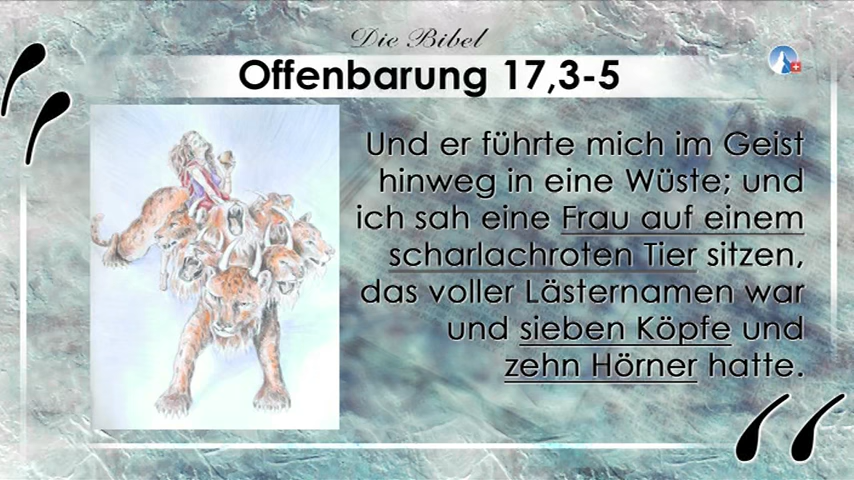 Die Bibel
Offenbarung 17,3-5
Und er führte mich im Geist
hinweg in eine Wüste; und
ich sah eine Frau auf einem
scharlachroten Tier sitzen,
das voller Lästernamen war
und sieben Köpfe und
zehn Hörner hatte.